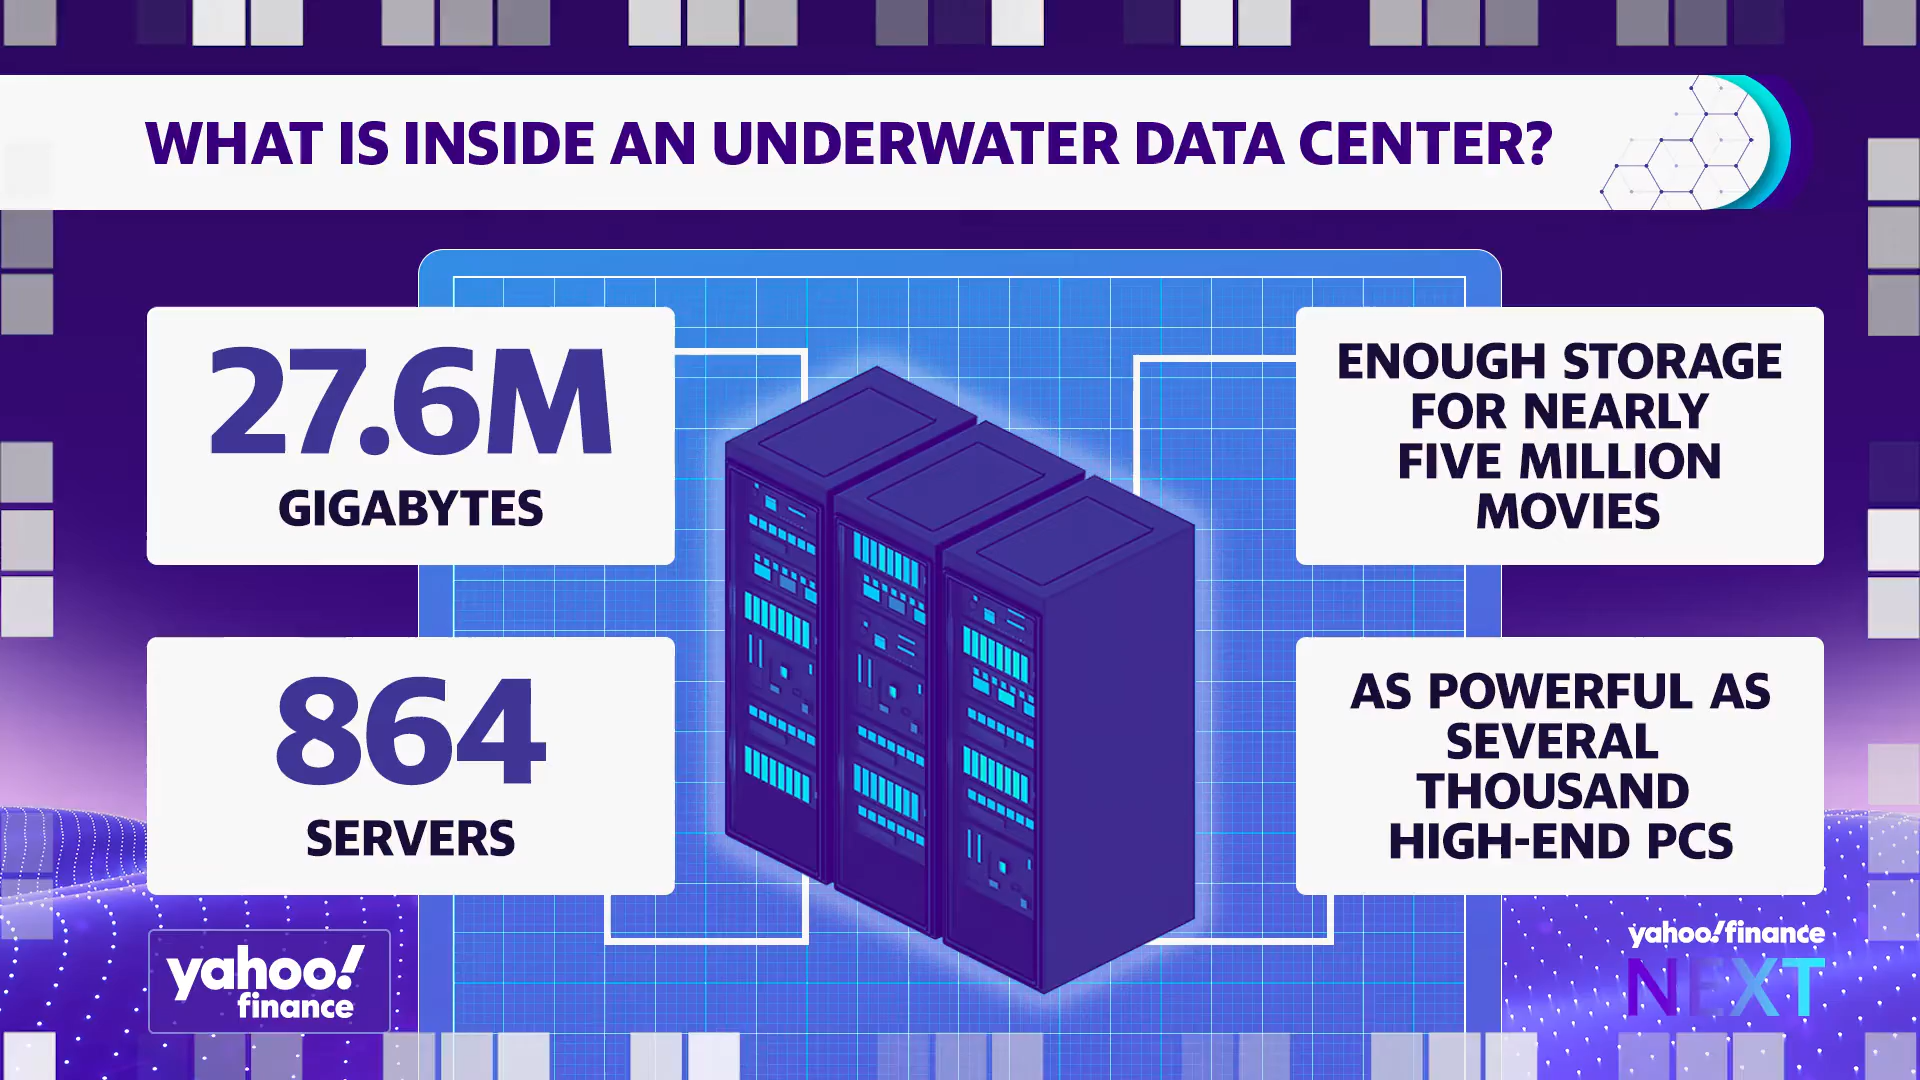 WHAT IS INSIDE AN UNDERWATER DATA CENTER?
27.6M
GIGABYTES
ENOUGH STORAGE
FOR NEARLY
FIVE MILLION
MOVIES
864
SERVERS
AS POWERFUL AS
SEVERAL
THOUSAND
HIGH-END PCS
yahoo!
finance
yahoo!finance
NEXT